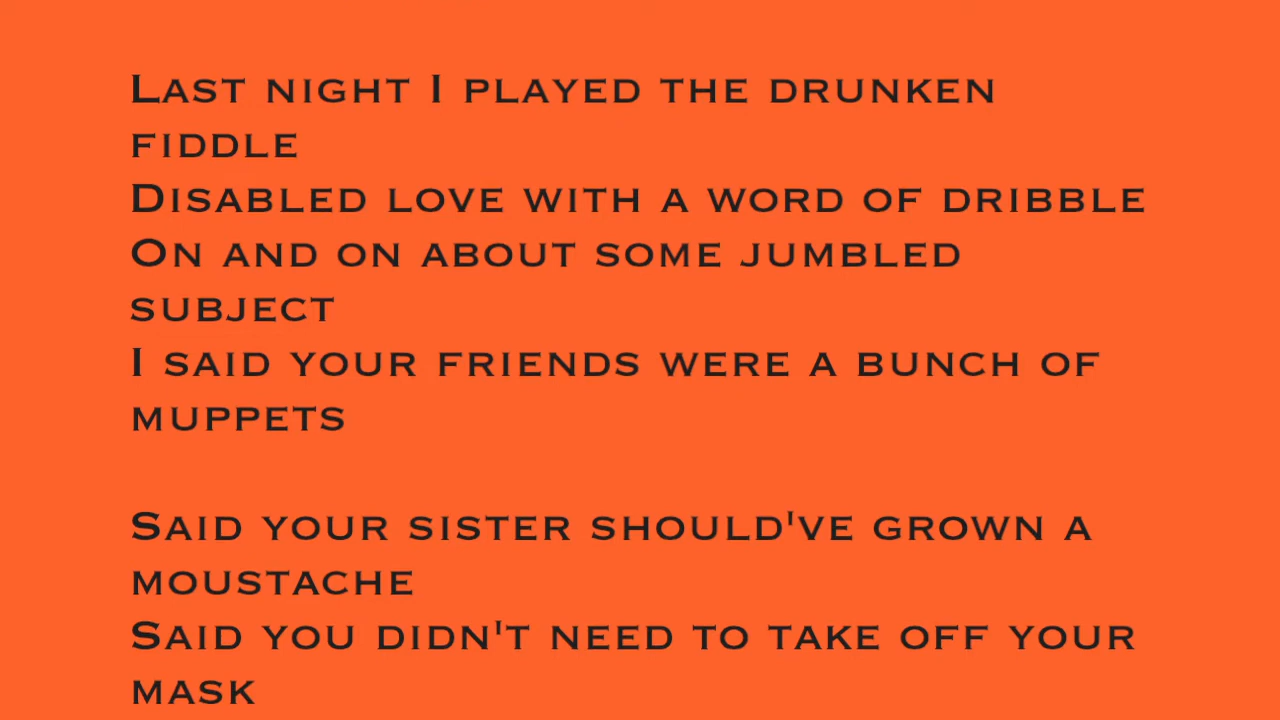 Last night I played the drunken
fiddle
Disabled love with a word of dribble
On and on about some jumbled
subject
I said your friends were a bunch of
muppets
Said your sister should've grown a
moustache
Said you didn't need to take off your
mask